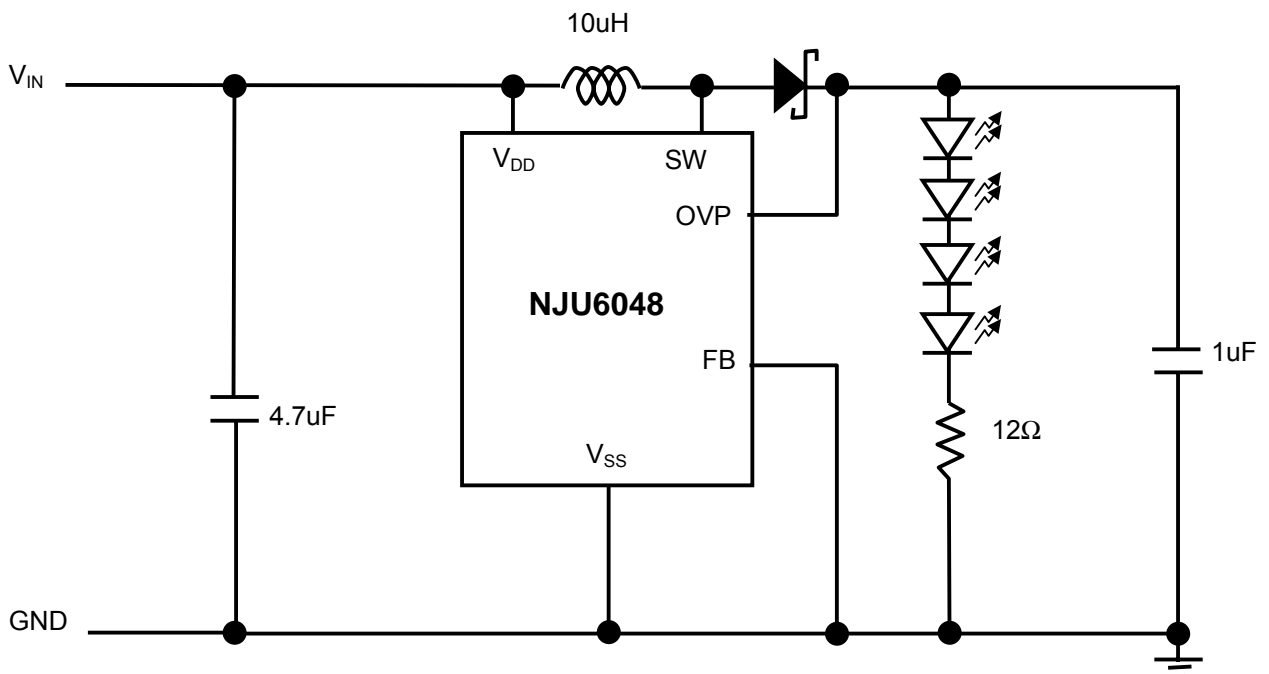 10uH
V_IN
V_DD
SW
OVP
NJU6048
FB
1uF
4.7uF
12Ω
V_SS
GND